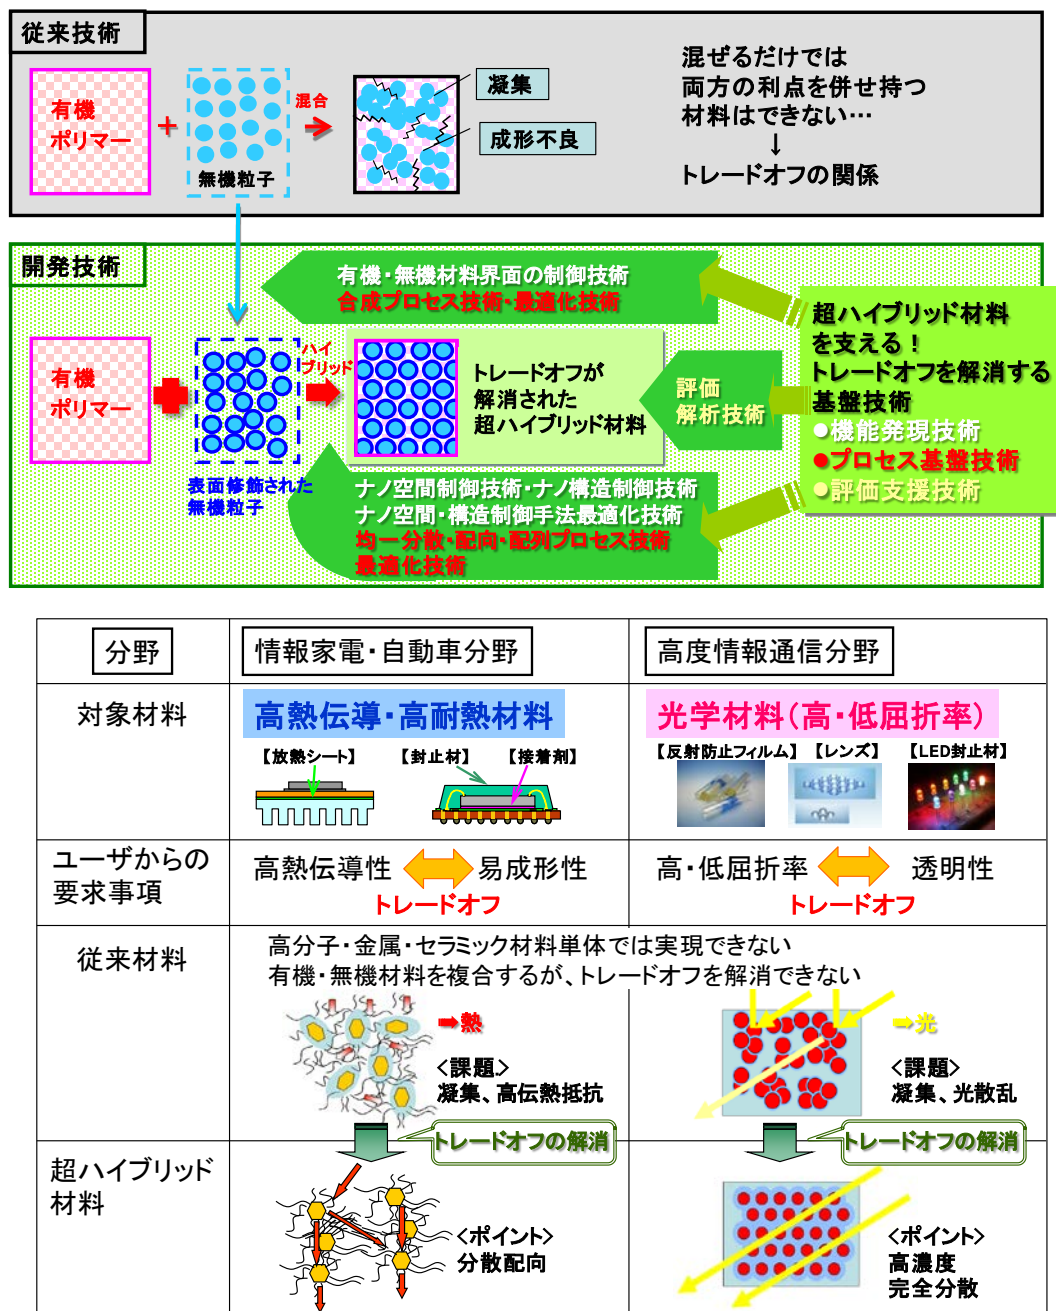 従来技術
有機
ポリマー
+
無機粒子
混合
凝集
成形不良
混ぜるだけでは
両方の利点を併せ持つ
材料はできない…
↓
トレードオフの関係
開発技術
有機・無機材料界面の制御技術
合成プロセス技術・最適化技術
有機
ポリマー
表面修飾された
無機粒子
ハイ
ブリッド
トレードオフが
解消された
超ハイブリッド材料
評価
解析技術
ナノ空間制御技術・ナノ構造制御技術
ナノ空間・構造制御手法最適化技術
均一分散・配向・配列プロセス技術
最適化技術
超ハイブリッド材料
を支える！
トレードオフを解消する
基盤技術
●機能発現技術
●プロセス基盤技術
●評価支援技術
分野
情報家電・自動車分野
高度情報通信分野
対象材料
高熱伝導・高耐熱材料
光学材料(高・低屈折率)
【放熱シート】
【封止材】
【接着剤】
【反射防止フィルム】
【レンズ】
【LED封止材】
ユーザからの
要求事項
高熱伝導性
易成形性
トレードオフ
高・低屈折率
透明性
トレードオフ
従来材料
高分子・金属・セラミック材料単体では実現できない
有機・無機材料を複合するが、トレードオフを解消できない
➡熱
<課題>
凝集、高伝熱抵抗
➡光
<課題>
凝集、光散乱
トレードオフの解消
トレードオフの解消
超ハイブリッド
材料
<ポイント>
分散配向
<ポイント>
高濃度
完全分散